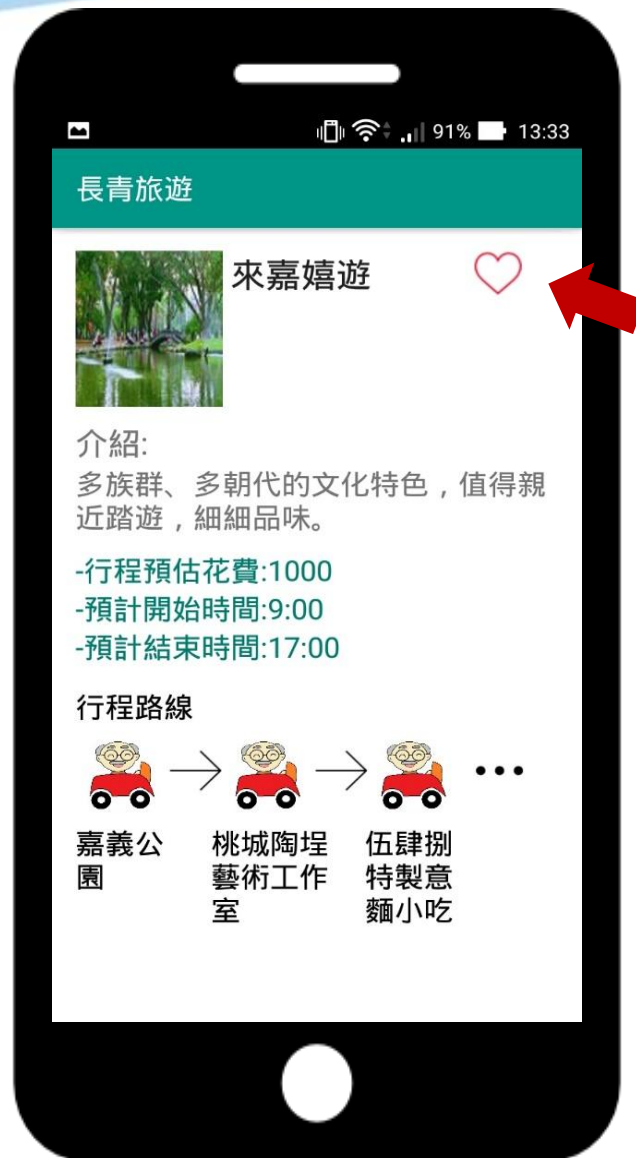 91% 13:33
長青旅遊
來嘉嬉遊
介紹:
多族群、多朝代的文化特色，值得親
近踏遊，細細品味。
-行程預估花費:1000
-預計開始時間:9:00
-預計結束時間:17:00
行程路線
嘉義公
園
桃城陶埕
藝術工作
室
伍肆捌
特製意
麵小吃